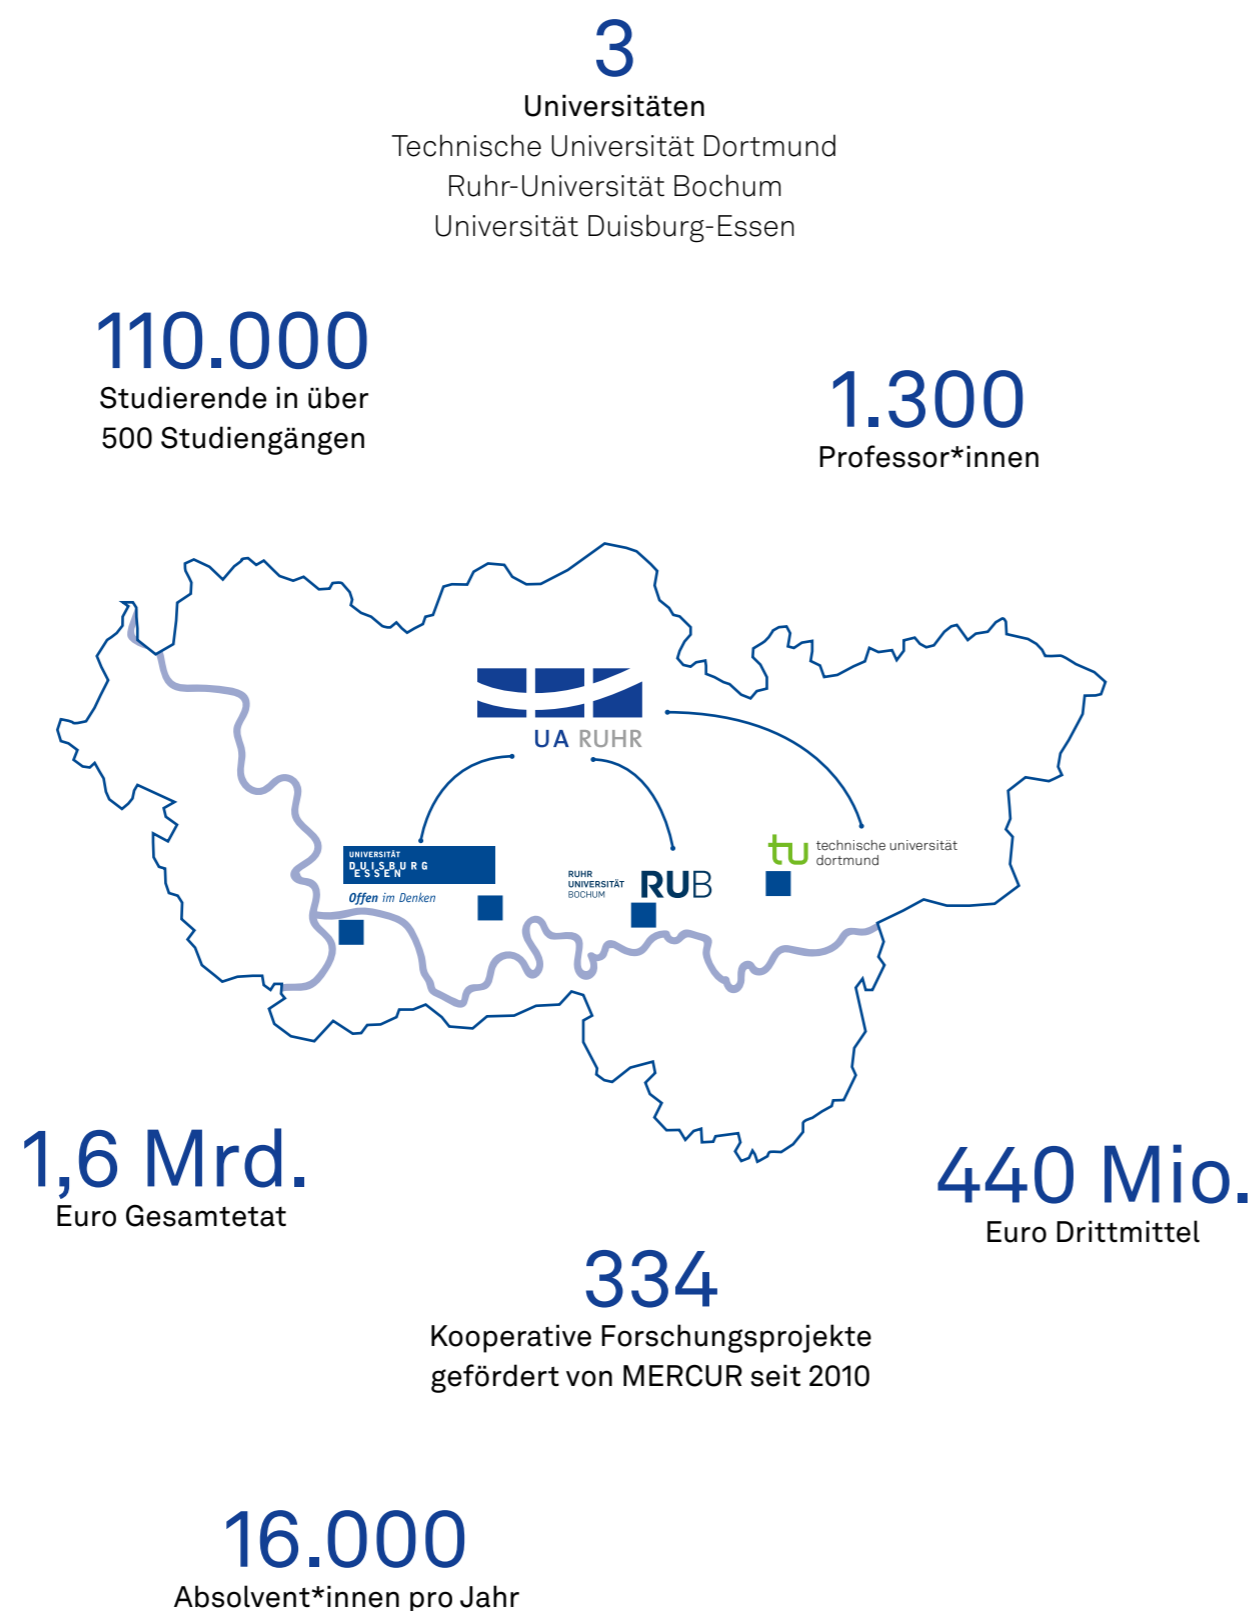 3
Universitäten
Technische Universität Dortmund
Ruhr-Universität Bochum
Universität Duisburg-Essen
110.000
Studierende in über
500 Studiengängen
1.300
Professor*innen
UA RUHR
UNIVERSITÄT
DUISBURG
ESSEN
Offen im Denken
RUHR
UNIVERSITÄT
BOCHUM
RUB
tu technische universität
dortmund
1,6 Mrd.
Euro Gesamtetat
440 Mio.
Euro Drittmittel
334
Kooperative Forschungsprojekte
gefördert von MERCUR seit 2010
16.000
Absolvent*innen pro Jahr